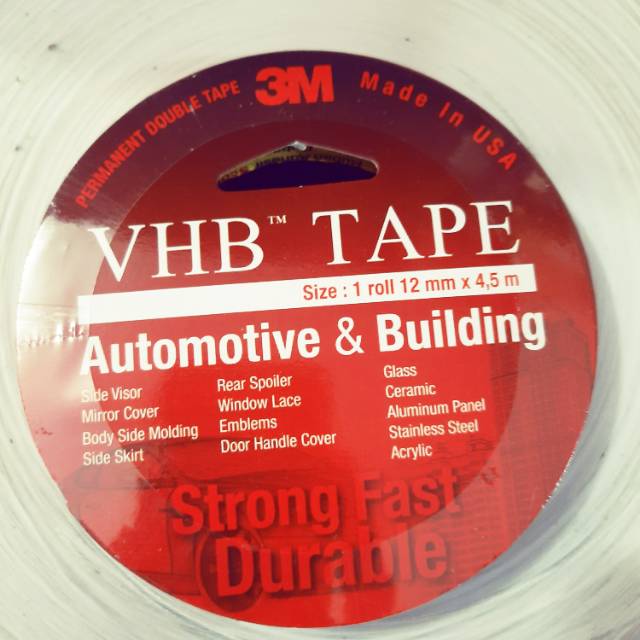 PERMANENT DOUBLE TAPE 3M Made In USA
VHB™ TAPE
Size : 1 roll 12 mm x 4,5 m
Automotive & Building
Side Visor
Mirror Cover
Body Side Molding
Side Skirt
Rear Spoiler
Window Lace
Emblems
Door Handle Cover
Glass
Ceramic
Aluminum Panel
Stainless Steel
Acrylic
Strong Fast
Durable